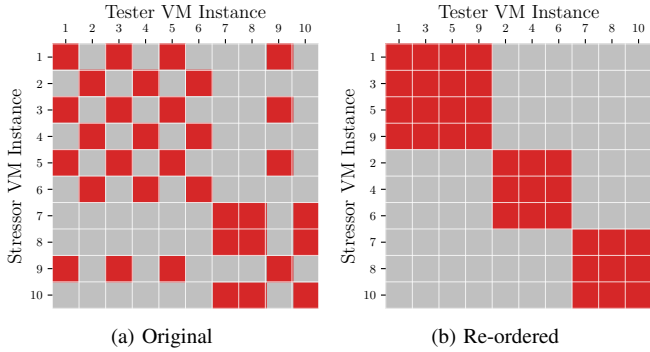 Tester VM Instance
1 2 3 4 5 6 7 8 9 10
Stressor VM Instance
1
2
3
4
5
6
7
8
9
10
(a) Original
Tester VM Instance
1 3 5 9 2 4 6 7 8 10
Stressor VM Instance
1
3
5
9
2
4
6
7
8
10
(b) Re-ordered